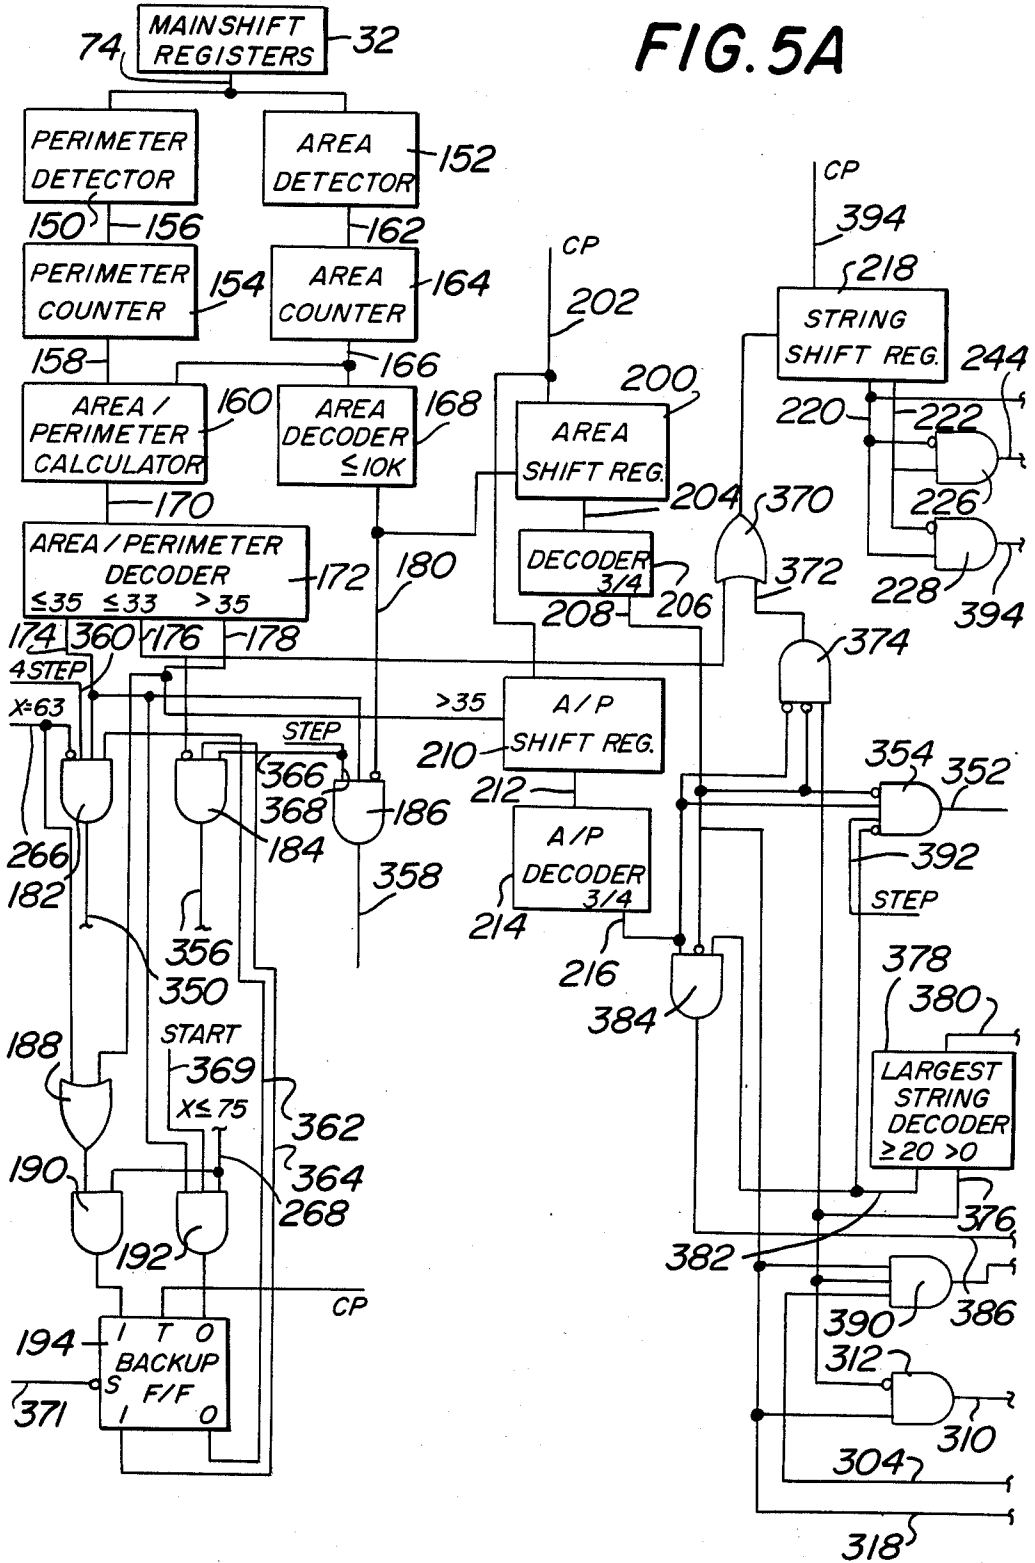 FIG. 5A
MAINSHIFT
REGISTERS
32
74
PERIMETER
DETECTOR
150
156
AREA
DETECTOR
152
162
PERIMETER
COUNTER
154
158
AREA
COUNTER
164
166
AREA /
PERIMETER
CALCULATOR
160
170
AREA
DECODER
≤10K
168
AREA/PERIMETER
DECODER
≤35 ≤33 >35
172
174
360
176
178
180
4STEP
X=63
266
182
350
184
356
366
368
STEP
186
358
CP
202
200
AREA
SHIFT REG.
204
DECODER
3/4
206
208
>35
A/P
SHIFT REG.
210
212
A/P
DECODER
3/4
214
216
384
CP
394
218
STRING
SHIFT REG.
220
222
244
226
228
394
370
372
374
354
352
392
STEP
378
380
LARGEST
STRING
DECODER
≥20 >0
376
382
386
390
312
310
304
318
START
369
X≤75
188
190
192
268
362
364
CP
194
1 T 0
BACKUP
F/F
S
1 0
371